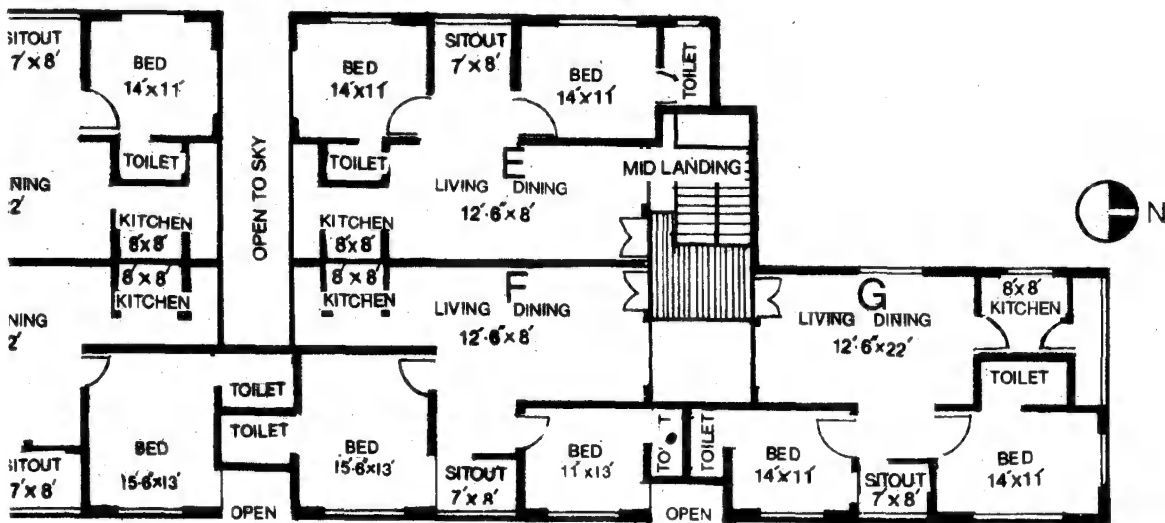 SITOUT
7'x8'
BED
14'x11'
TOILET
KITCHEN
8'x8'
8'x8'
KITCHEN
22'
TOILET
TOILET
BED
15'-6"x13'
SITOUT
7'x8'
OPEN TO SKY
OPEN
BED
14'x11'
SITOUT
7'x8'
BED
14'x11'
TOILET
TOILET
E
LIVING DINING
12'-6"x8'
MID LANDING
KITCHEN
8'x8'
8'x8'
KITCHEN
F
LIVING DINING
12'-6"x8'
BED
15'-6"x13'
SITOUT
7'x8'
BED
11'x13'
TOILET
OPEN
G
LIVING DINING
12'-6"x22'
8'x8'
KITCHEN
TOILET
BED
14'x11'
SITOUT
7'x8'
BED
14'x11'
N